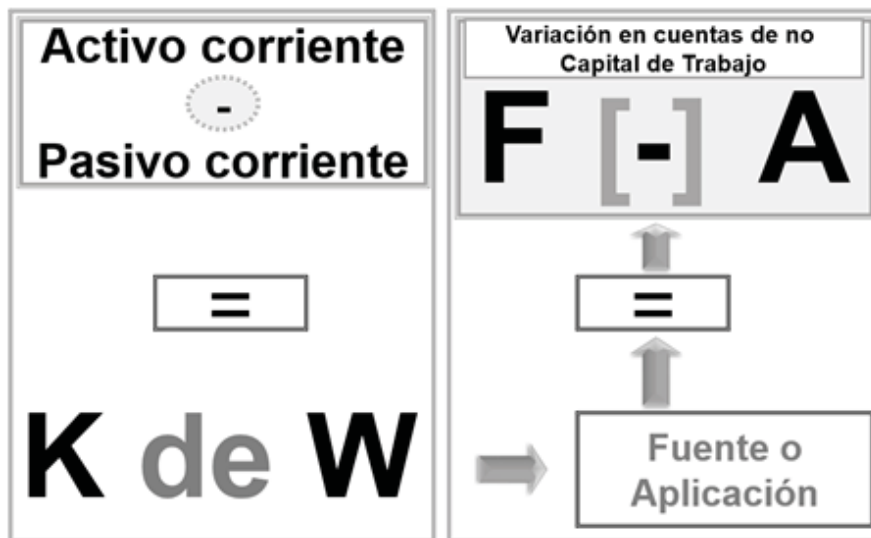 Activo corriente
-
Pasivo corriente
=
K de W
Variación en cuentas de no
Capital de Trabajo
F [-] A
=
Fuente o
Aplicación